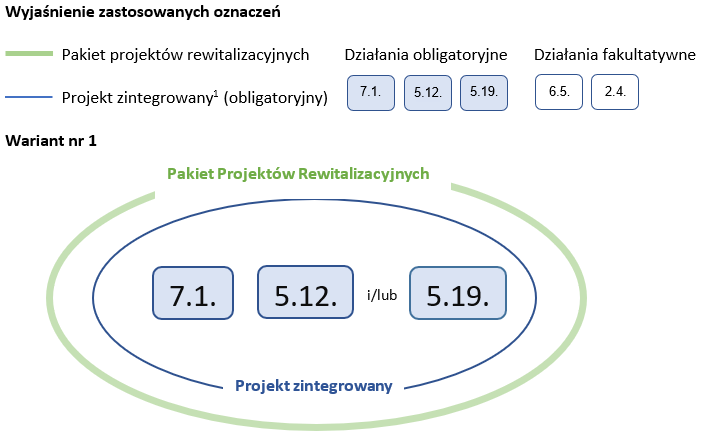 Wyjaśnienie zastosowanych oznaczeń
Pakiet projektów rewitalizacyjnych
Działania obligatoryjne
Działania fakultatywne
Projekt zintegrowany¹ (obligatoryjny)
7.1. 5.12. 5.19. 6.5. 2.4.
Wariant nr 1
Pakiet Projektów Rewitalizacyjnych
7.1. 5.12. i/lub 5.19.
Projekt zintegrowany